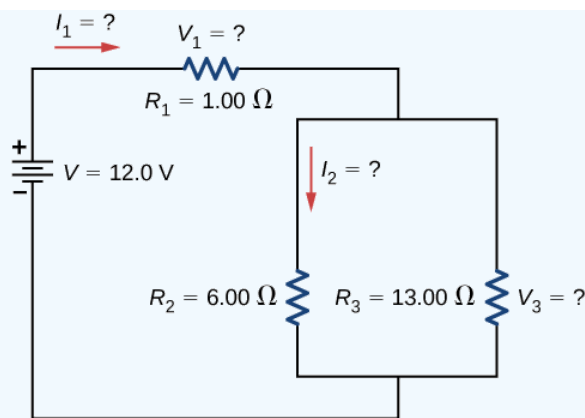 I₁ = ?
V₁ = ?
R₁ = 1.00 Ω
+
V = 12.0 V
−
I₂ = ?
R₂ = 6.00 Ω
R₃ = 13.00 Ω
V₃ = ?